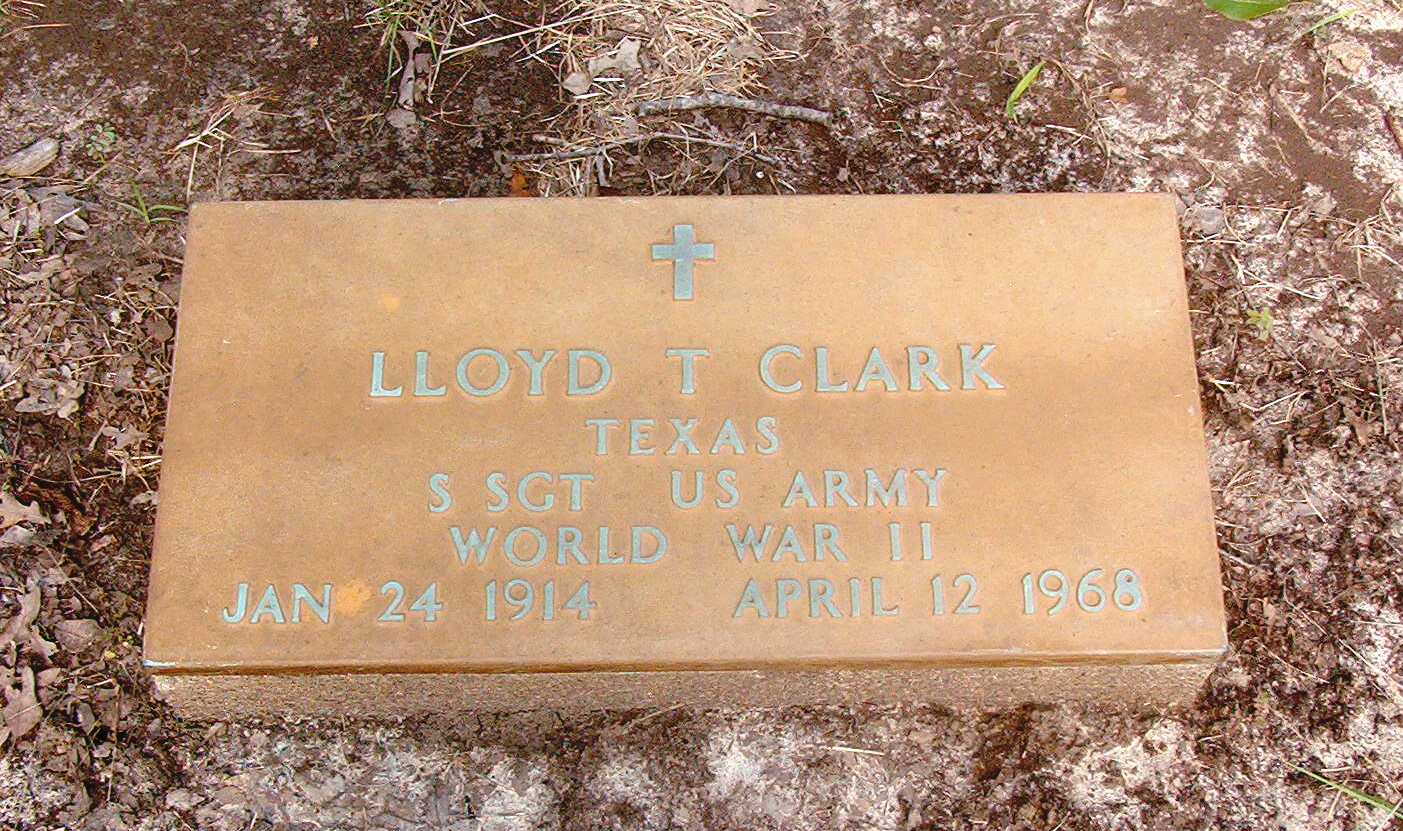 LLOYD T CLARK
TEXAS
S SGT US ARMY
WORLD WAR II
JAN 24 1914 APRIL 12 1968